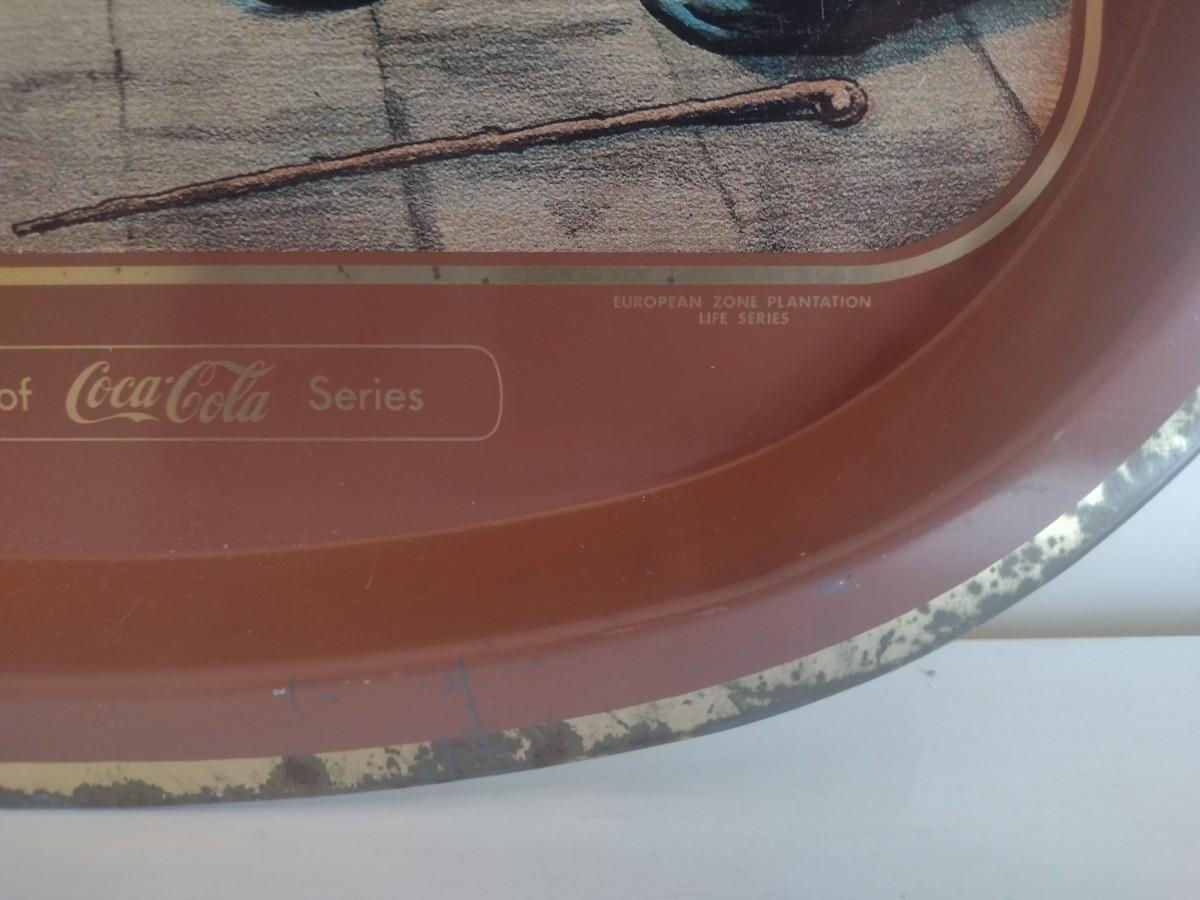 EUROPEAN ZONE PLANTATION
LIFE SERIES
of Coca-Cola Series